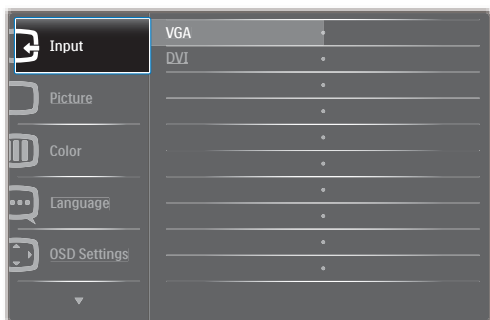 Input
VGA
DVI
Picture
Color
Language
OSD Settings